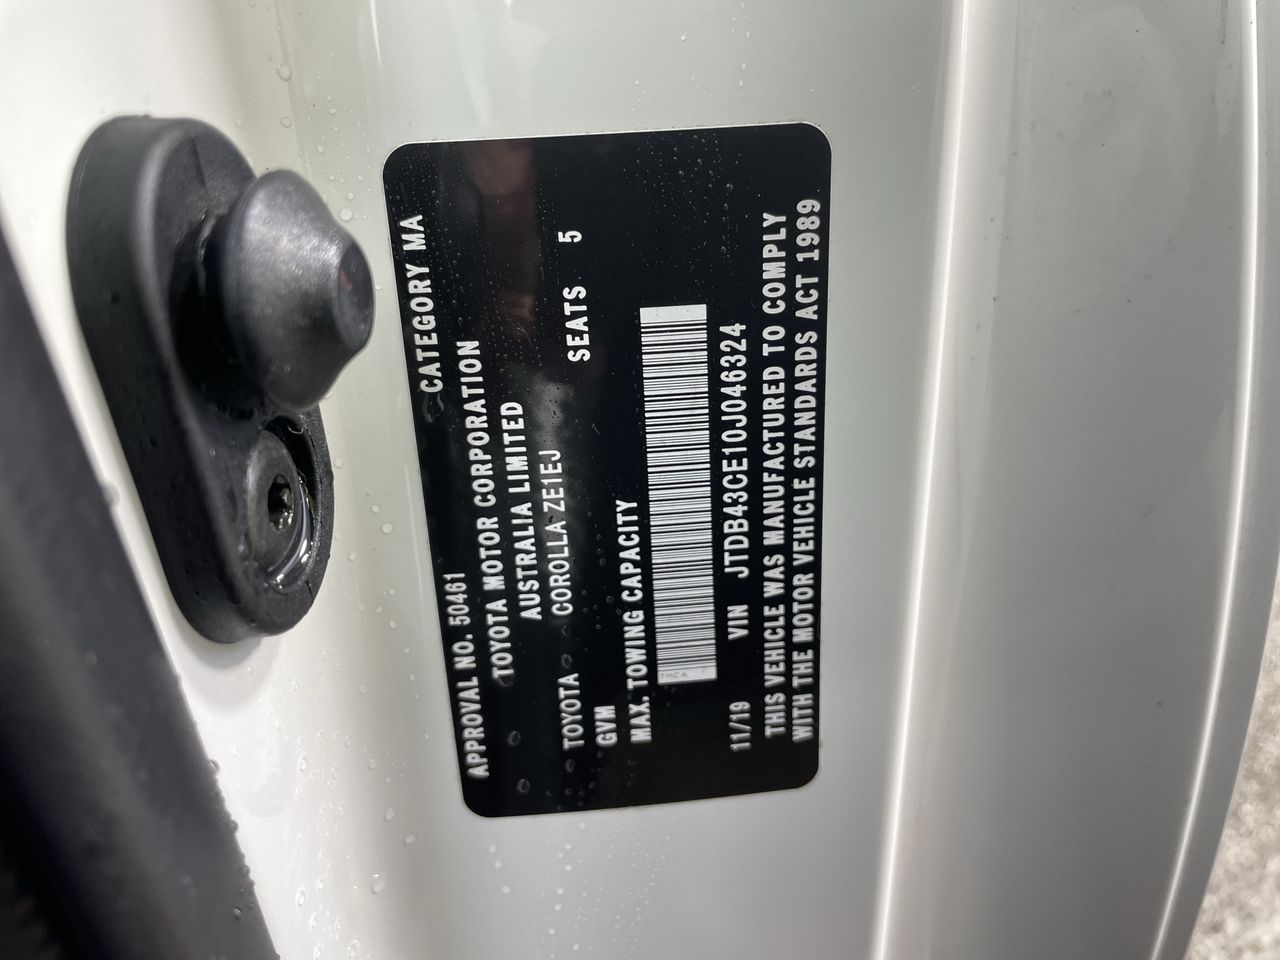 APPROVAL NO. 50461 CATEGORY MA
TOYOTA MOTOR CORPORATION
AUSTRALIA LIMITED
TOYOTA COROLLA ZE1EJ
GVM SEATS 5
MAX. TOWING CAPACITY
TMCA
11/19 VIN JTDB43CE10J046324
THIS VEHICLE WAS MANUFACTURED TO COMPLY
WITH THE MOTOR VEHICLE STANDARDS ACT 1989